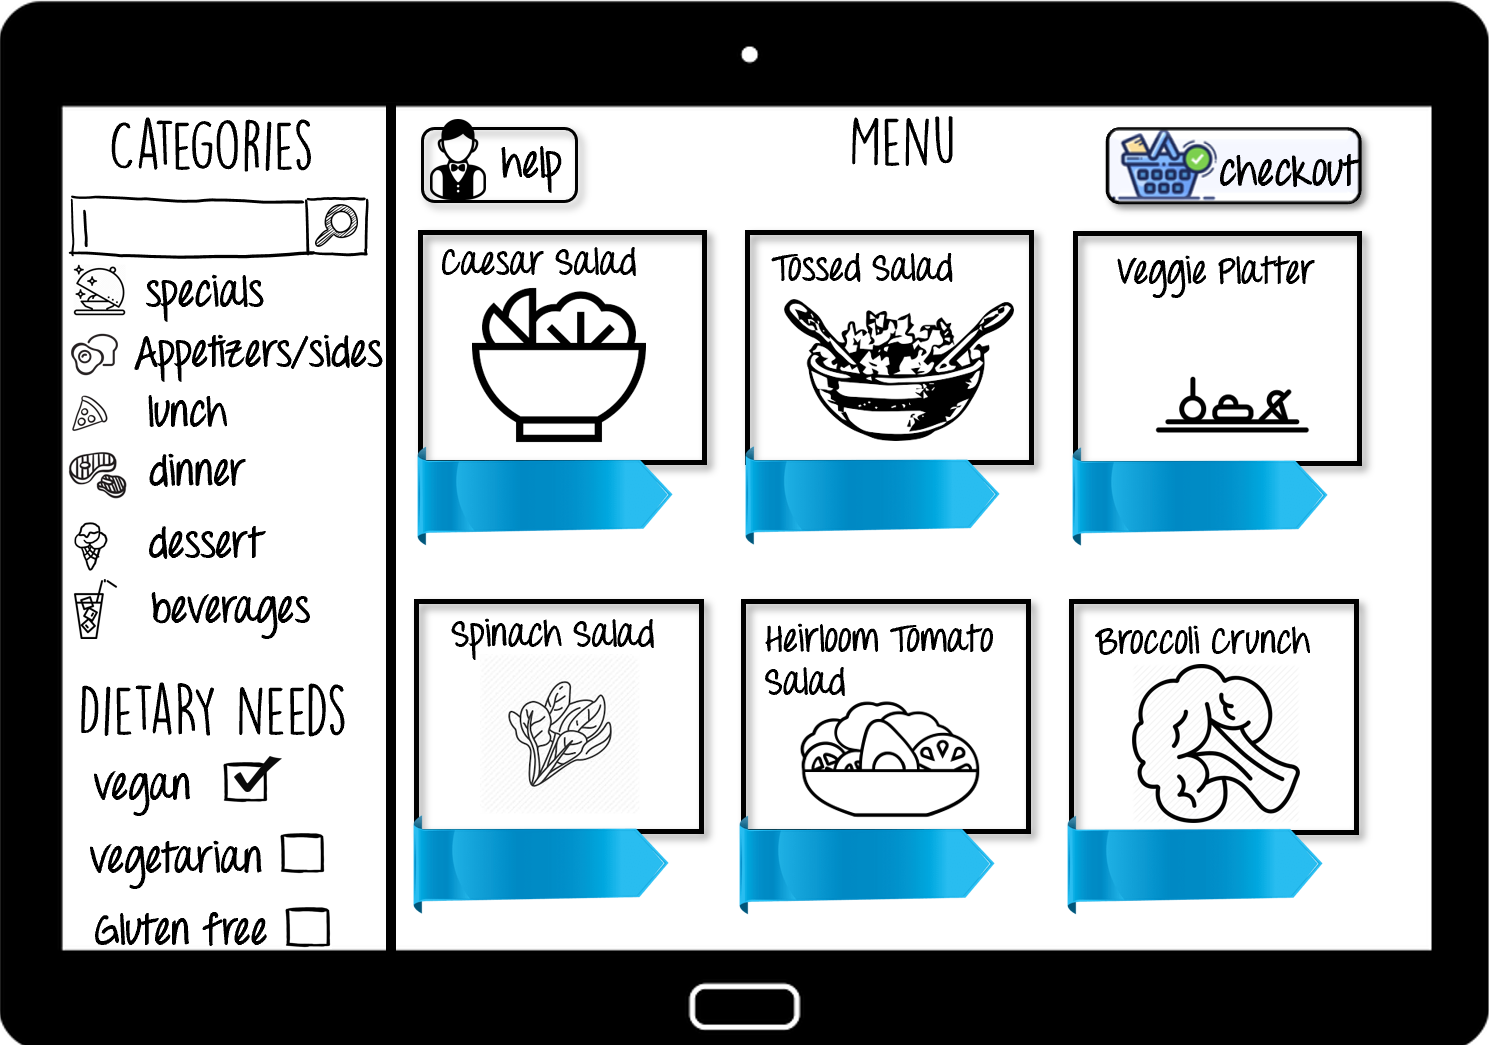 CATEGORIES
specials
Appetizers/sides
lunch
dinner
dessert
beverages
DIETARY NEEDS
vegan
vegetarian
Gluten free
help
MENU
checkout
Caesar Salad
Tossed Salad
Veggie Platter
Spinach Salad
Heirloom Tomato
Salad
Broccoli Crunch